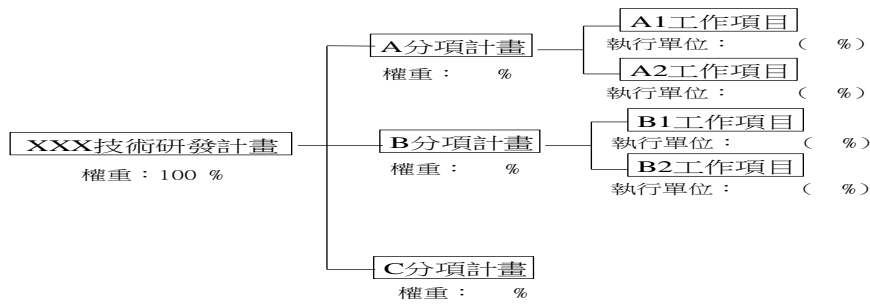 A1工作項目
執行單位： （ %）
A分項計畫
權重： %
A2工作項目
執行單位： （ %）
B1工作項目
執行單位： （ %）
XXX技術研發計畫
權重：100 %
B分項計畫
權重： %
B2工作項目
執行單位： （ %）
C分項計畫
權重： %